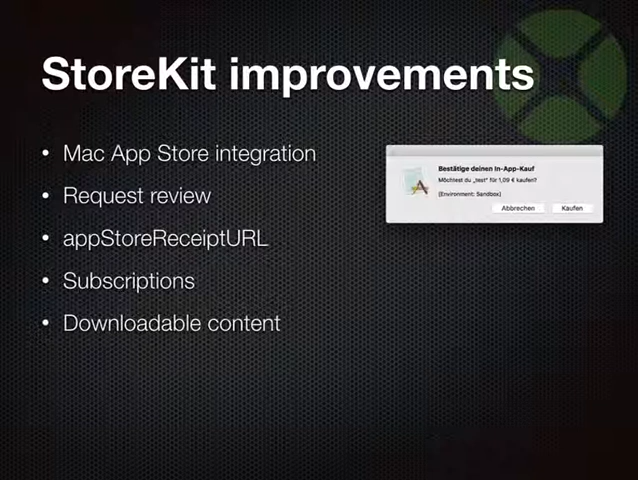 StoreKit improvements
• Mac App Store integration
• Request review
• appStoreReceiptURL
• Subscriptions
• Downloadable content
Bestätige deinen In-App-Kauf
Möchtest du „test“ für 1,09 € kaufen?
[Environment: Sandbox]
Abbrechen Kaufen